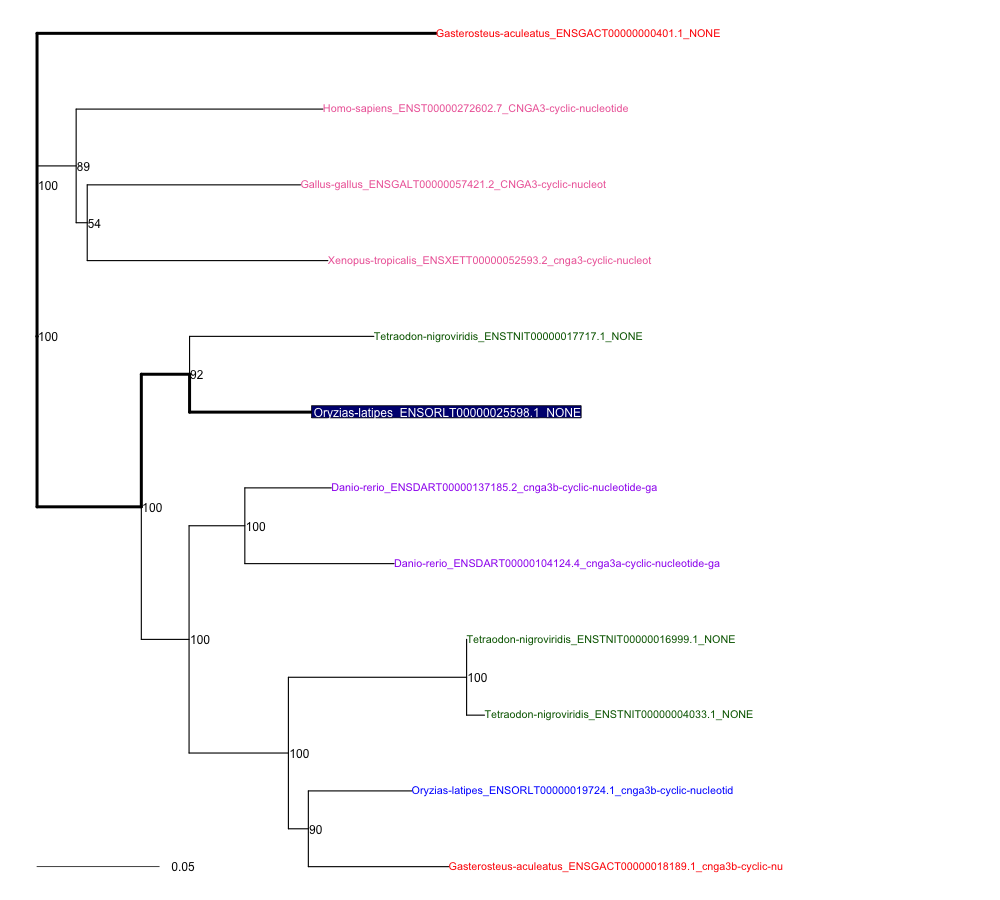 Gasterosteus-aculeatus_ENSGACT00000000401.1_NONE
Homo-sapiens_ENST00000272602.7_CNGA3-cyclic-nucleotide
89
Gallus-gallus_ENSGALT00000057421.2_CNGA3-cyclic-nucleot
100
54
Xenopus-tropicalis_ENSXETT00000052593.2_cnga3-cyclic-nucleot
100
Tetraodon-nigroviridis_ENSTNIT00000017717.1_NONE
92
Oryzias-latipes_ENSORLT00000025598.1_NONE
Danio-rerio_ENSDART00000137185.2_cnga3b-cyclic-nucleotide-ga
100
100
Danio-rerio_ENSDART00000104124.4_cnga3a-cyclic-nucleotide-ga
100
Tetraodon-nigroviridis_ENSTNIT00000016999.1_NONE
100
Tetraodon-nigroviridis_ENSTNIT00000004033.1_NONE
100
Oryzias-latipes_ENSORLT00000019724.1_cnga3b-cyclic-nucleotid
90
Gasterosteus-aculeatus_ENSGACT00000018189.1_cnga3b-cyclic-nu
0.05